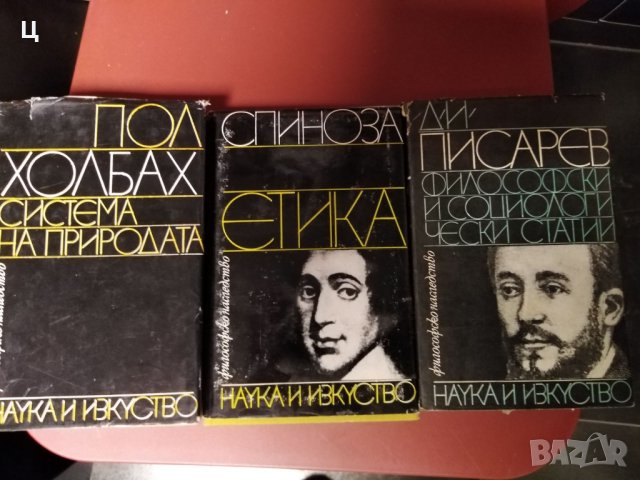 Ц
ПОЛ
ХОЛБАХ
СИСТЕМА
НА ПРИРОДАТА
НАУКА И ИЗКУСТВО
СПИНОЗА
ЕТИКА
философско наследство
НАУКА И ИЗКУСТВО
Д.И.
ПИСАРЕВ
ФИЛОСОФСКИ
И СОЦИОЛОГИ
ЧЕСКИ СТАТИИ
философско наследство
НАУКА И ИЗКУСТВО
BAZAR